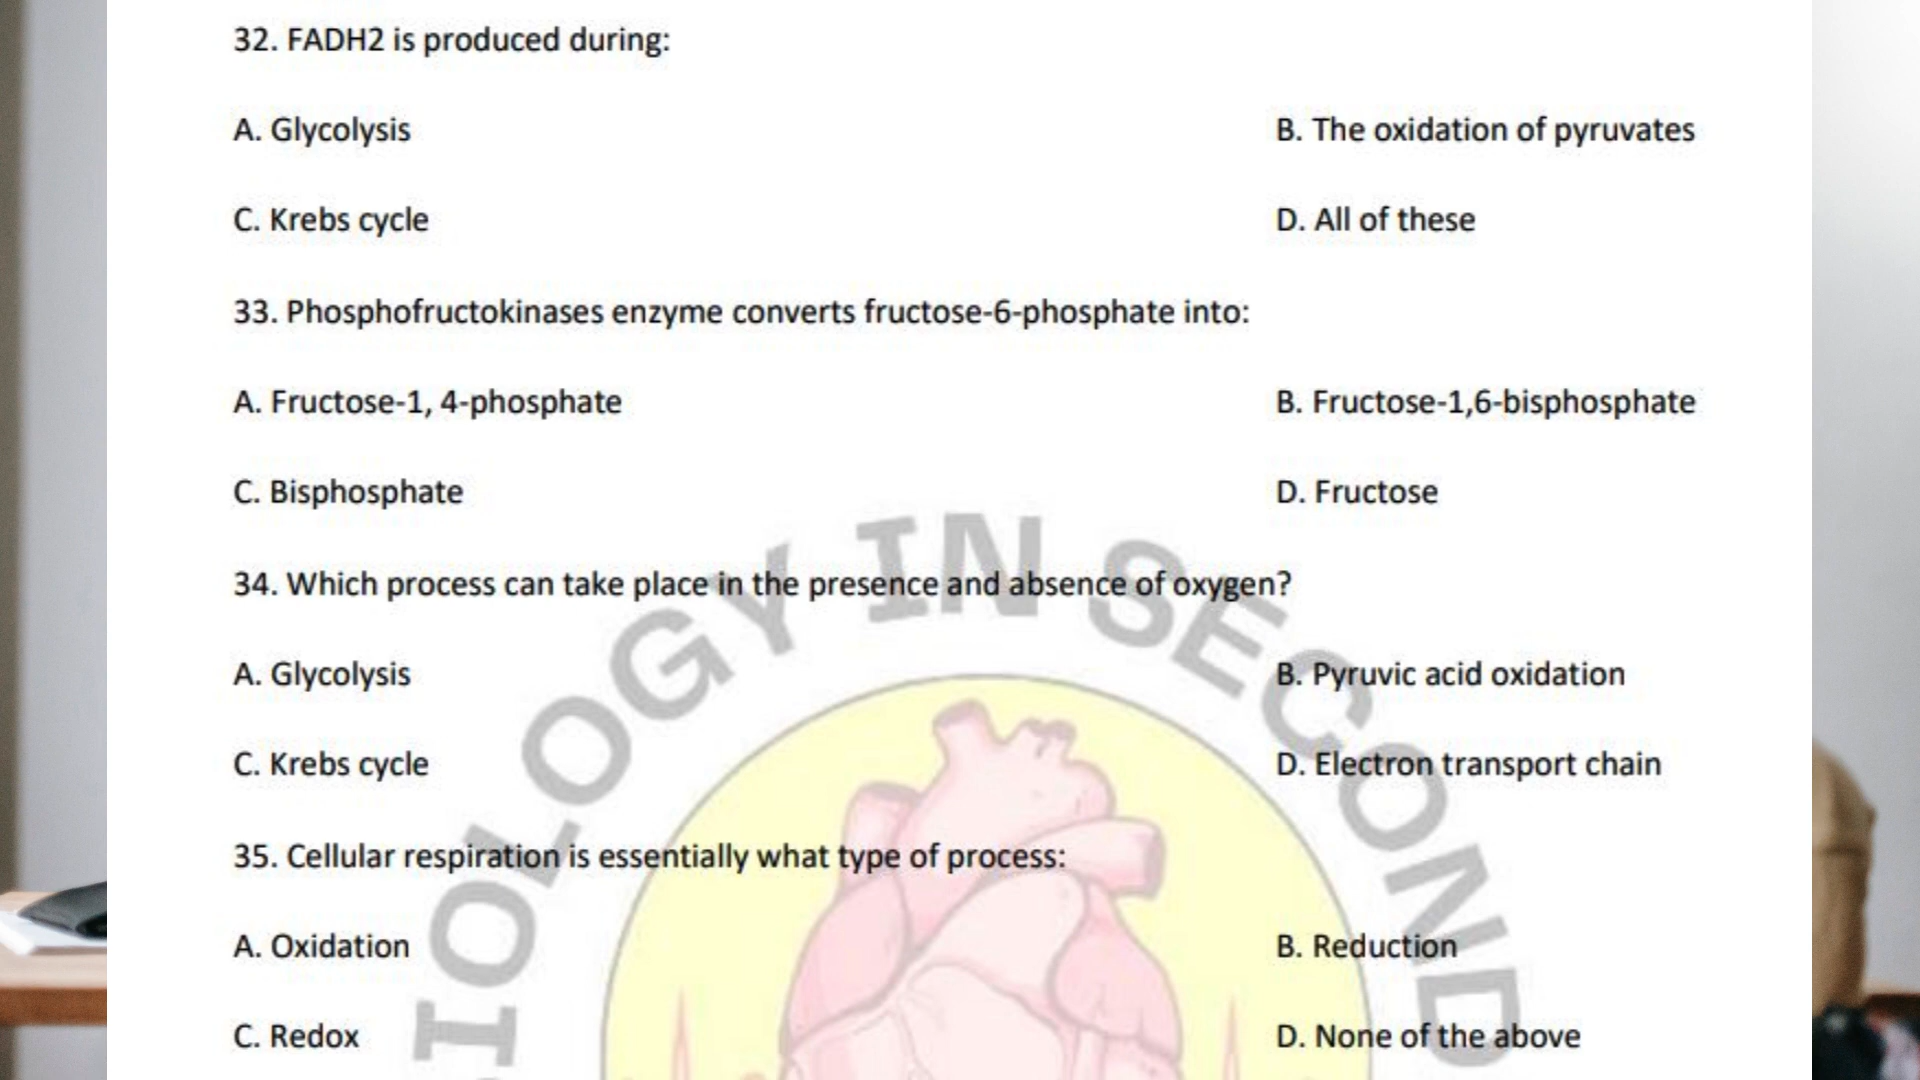 32. FADH2 is produced during:
A. Glycolysis
B. The oxidation of pyruvates
C. Krebs cycle
D. All of these
33. Phosphofructokinases enzyme converts fructose-6-phosphate into:
A. Fructose-1, 4-phosphate
B. Fructose-1,6-bisphosphate
C. Bisphosphate
D. Fructose
34. Which process can take place in the presence and absence of oxygen?
A. Glycolysis
B. Pyruvic acid oxidation
C. Krebs cycle
D. Electron transport chain
35. Cellular respiration is essentially what type of process:
A. Oxidation
B. Reduction
C. Redox
D. None of the above
IOLOGY IN SECOND